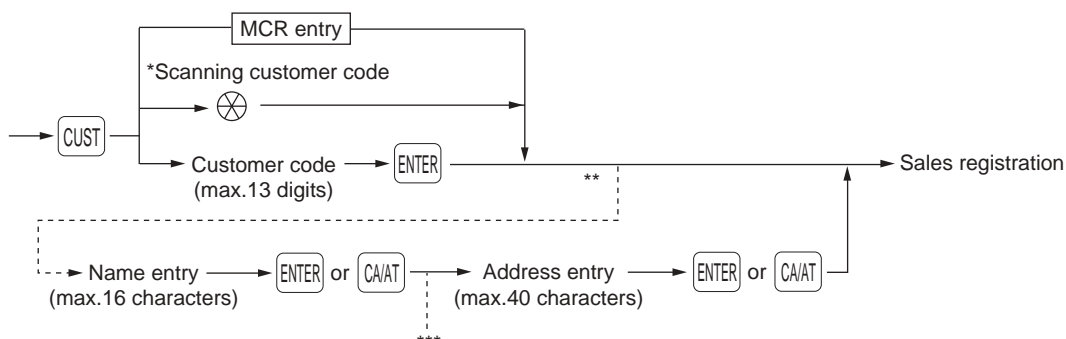 MCR entry
*Scanning customer code
CUST
Customer code
(max.13 digits)
ENTER
**
Sales registration
Name entry
(max.16 characters)
ENTER or CA/AT
Address entry
(max.40 characters)
ENTER or CA/AT
***